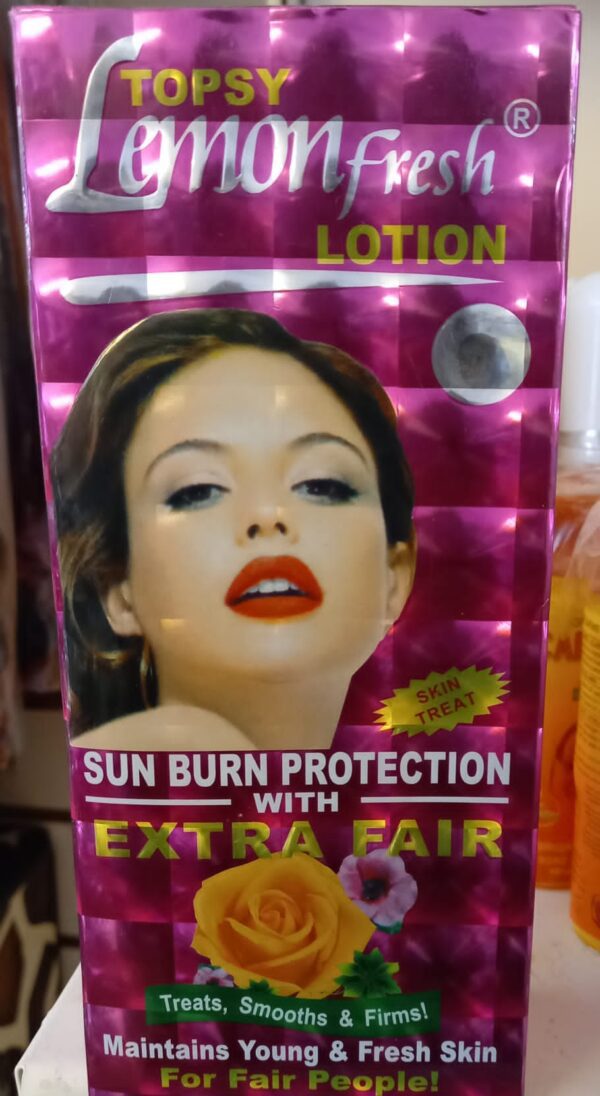 TOPSY
Lemon fresh ®
LOTION
SKIN
TREAT
SUN BURN PROTECTION
WITH
EXTRA FAIR
Treats, Smooths & Firms!
Maintains Young & Fresh Skin
For Fair People!